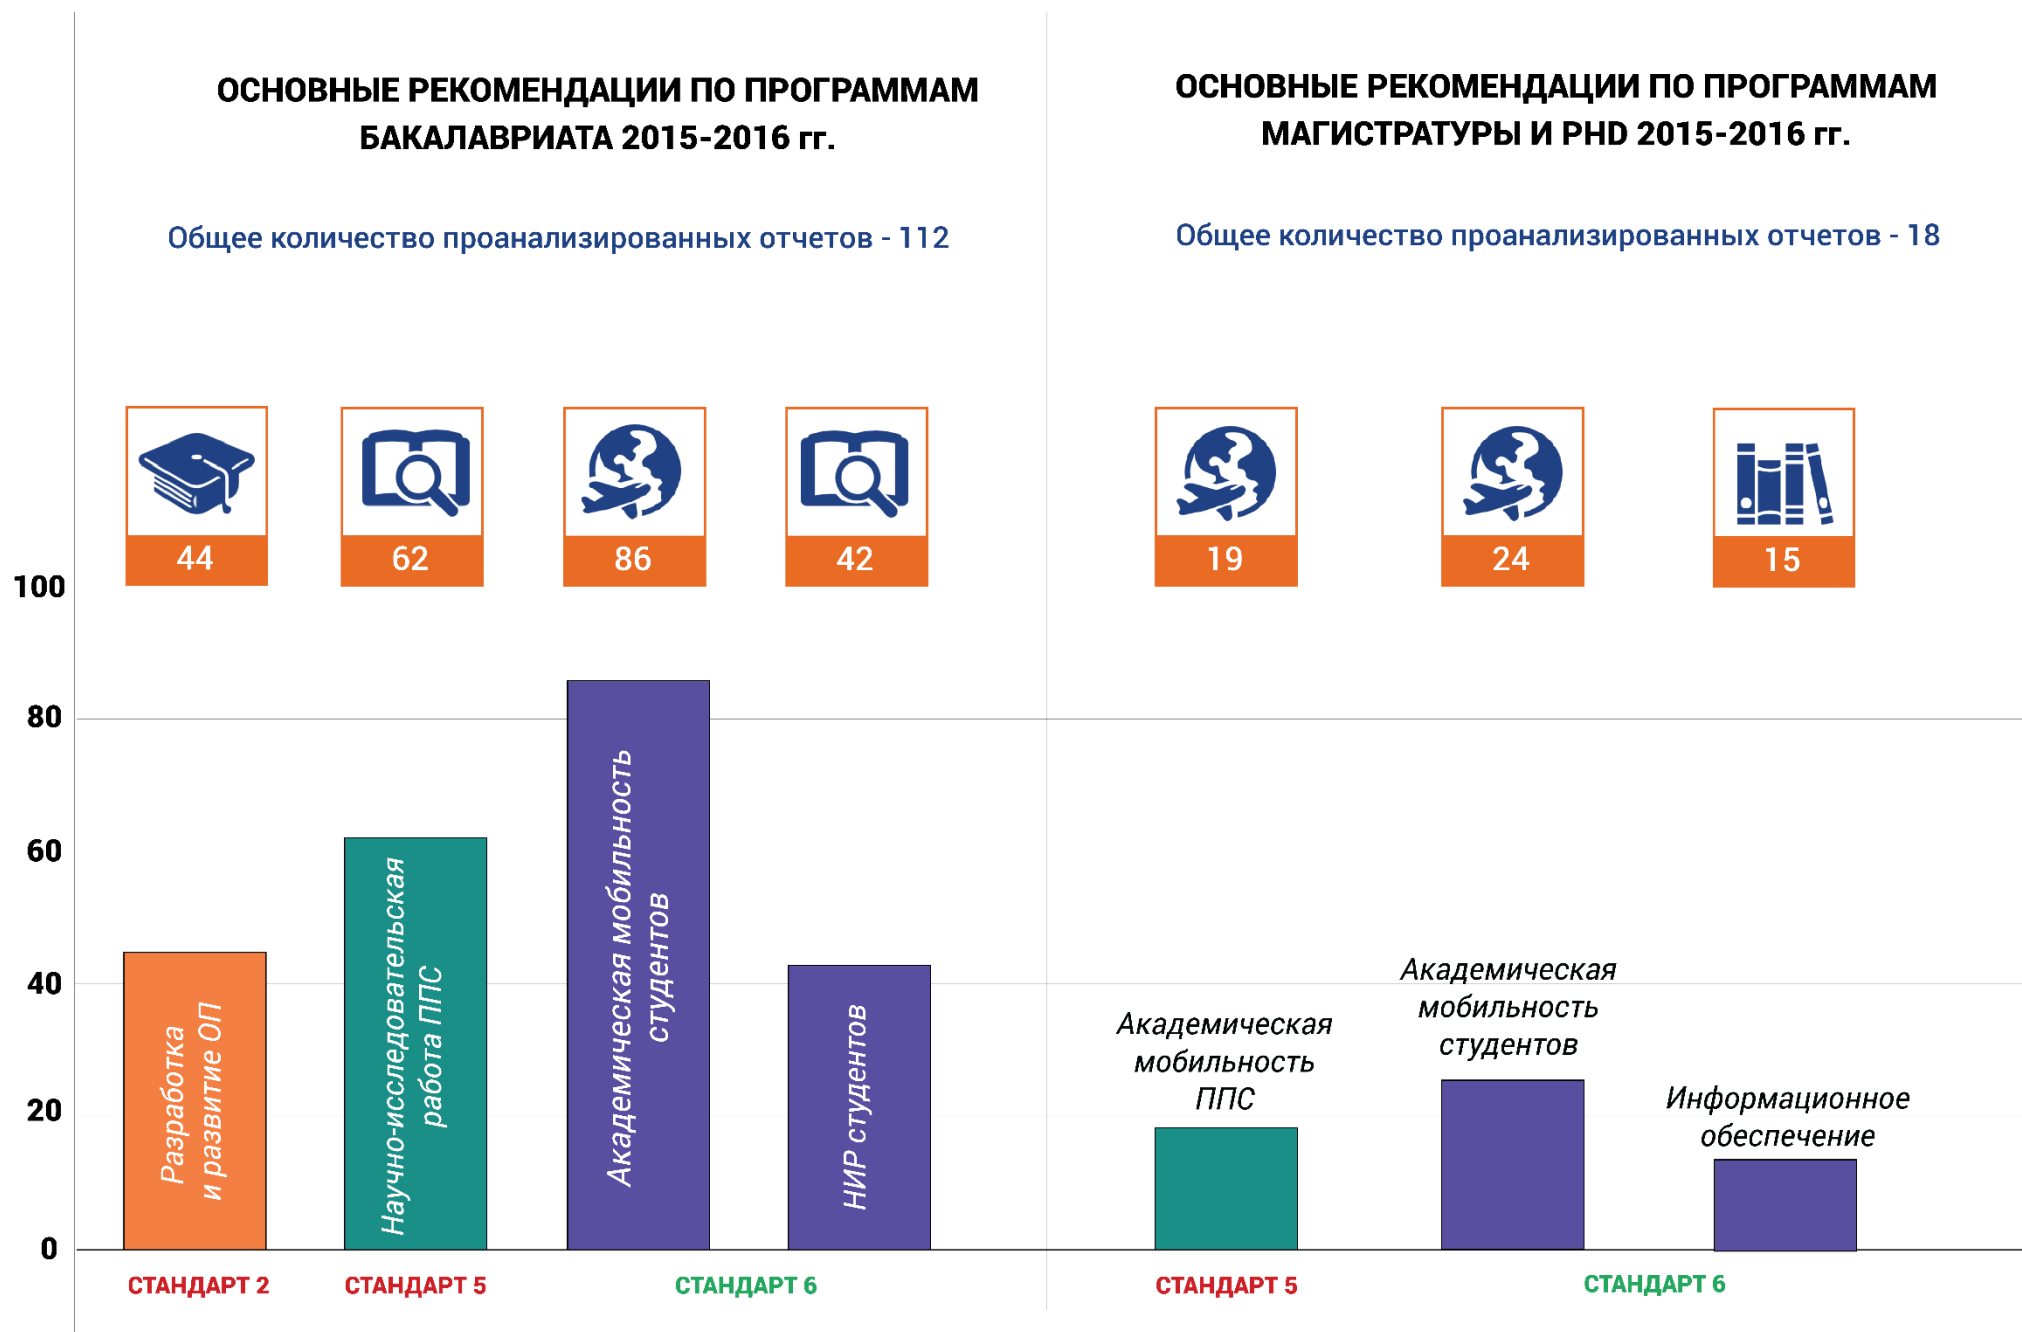 ОСНОВНЫЕ РЕКОМЕНДАЦИИ ПО ПРОГРАММАМ
БАКАЛАВРИАТА 2015-2016 гг.
Общее количество проанализированных отчетов - 112
44
62
86
42
ОСНОВНЫЕ РЕКОМЕНДАЦИИ ПО ПРОГРАММАМ
МАГИСТРАТУРЫ И PHD 2015-2016 гг.
Общее количество проанализированных отчетов - 18
19
24
15
100
80
60
40
20
0
Разработка
и развитие ОП
Научно-исследовательская
работа ППС
Академическая мобильность
студентов
НИР студентов
Академическая
мобильность
ППС
Академическая
мобильность
студентов
Информационное
обеспечение
СТАНДАРТ 2
СТАНДАРТ 5
СТАНДАРТ 6
СТАНДАРТ 5
СТАНДАРТ 6